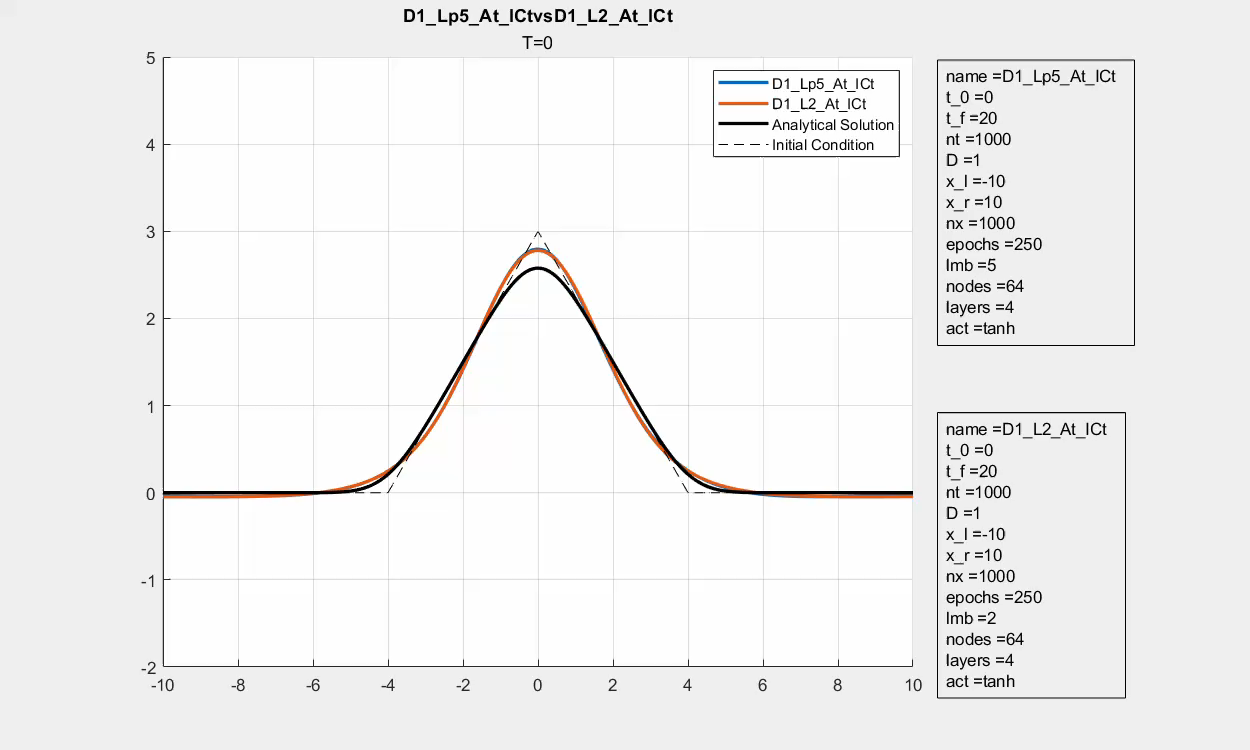 D1_Lp5_At_ICtvsD1_L2_At_ICt
T=0
5
4
3
2
1
0
-1
-2
-10 -8 -6 -4 -2 0 2 4 6 8 10
D1_Lp5_At_ICt
D1_L2_At_ICt
Analytical Solution
Initial Condition
name =D1_Lp5_At_ICt
t_0 =0
t_f =20
nt =1000
D =1
x_l =-10
x_r =10
nx =1000
epochs =250
lmb =5
nodes =64
layers =4
act =tanh
name =D1_L2_At_ICt
t_0 =0
t_f =20
nt =1000
D =1
x_l =-10
x_r =10
nx =1000
epochs =250
lmb =2
nodes =64
layers =4
act =tanh